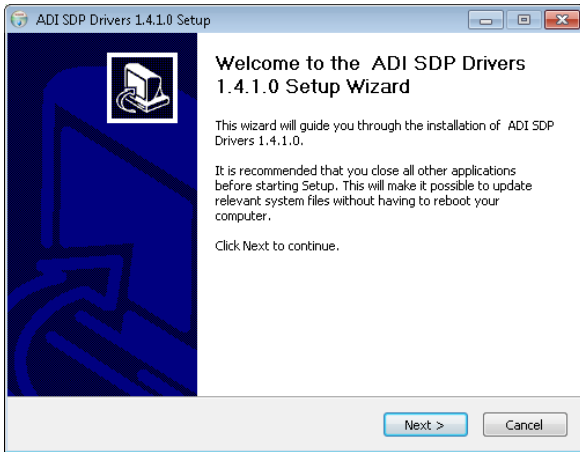 ADI SDP Drivers 1.4.1.0 Setup
Welcome to the ADI SDP Drivers
1.4.1.0 Setup Wizard
This wizard will guide you through the installation of ADI SDP
Drivers 1.4.1.0.
It is recommended that you close all other applications
before starting Setup. This will make it possible to update
relevant system files without having to reboot your
computer.
Click Next to continue.
Next >
Cancel